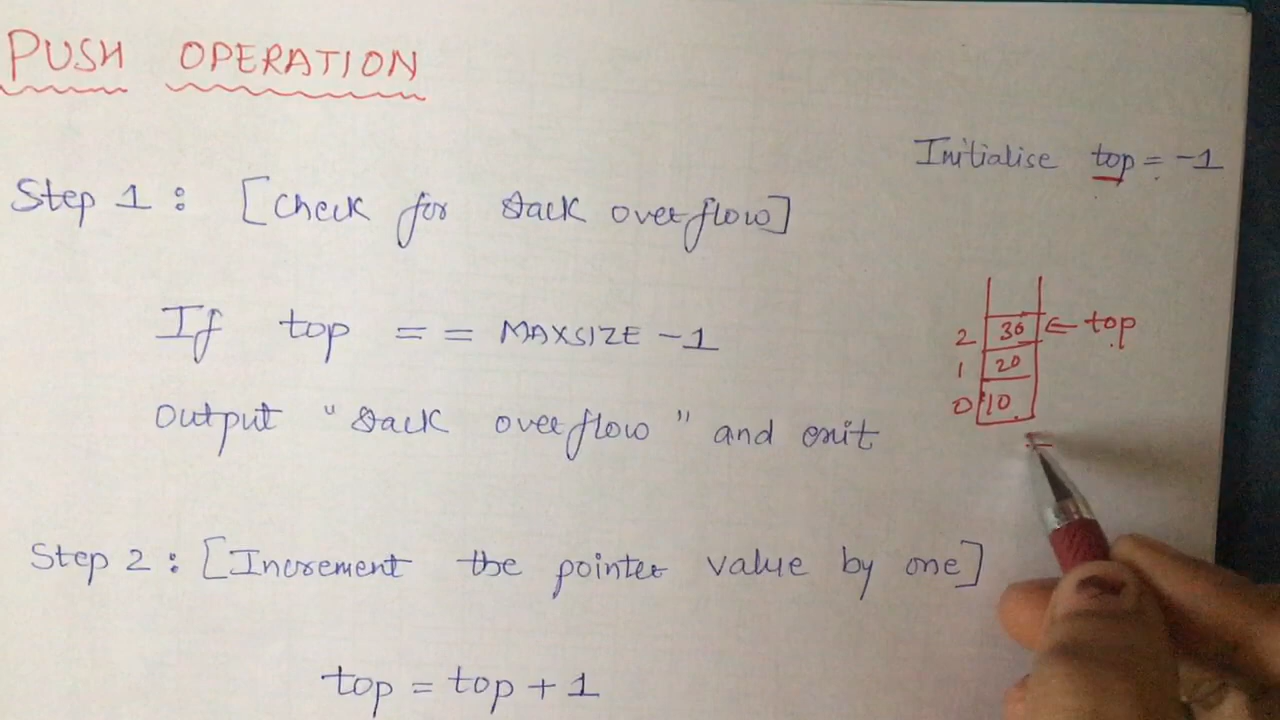 PUSH OPERATION
Initialise top = -1
Step 1 : [Check for stack overflow]
If top == MAXSIZE -1
2 30 ⇐ top
1 20
0 10
Output "stack overflow" and exit
Step 2 : [Increment the pointer value by one]
top = top + 1